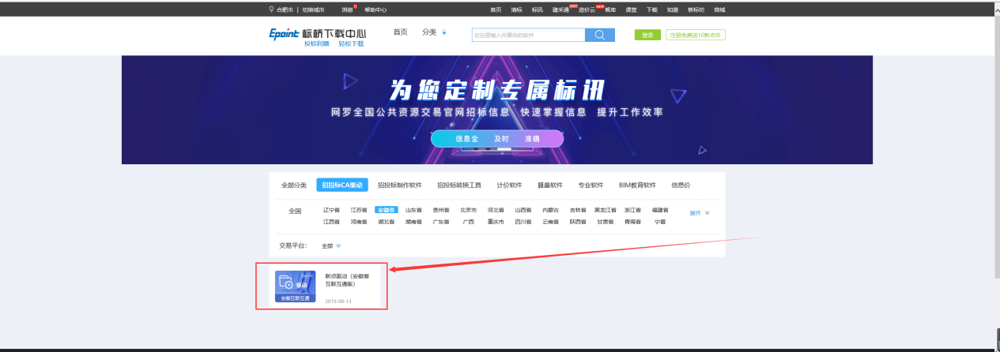 合肥市 | 切换城市 消息 0 帮助中心 首页 清标 标讯 建采通 造价云 智库 课堂 下载 知道 新标坊 商城
Epoint 标桥下载中心 首页 分类 在这里输入你要找的软件 登录 注册免费送10新点币
投标利器 轻松下载
为您定制专属标讯
网罗全国公共资源交易官网招标信息 快速掌握信息 提升工作效率
信息全 及时 准确
全部分类 招投标CA驱动 招投标制作软件 招投标转换工具 计价软件 算量软件 专业软件 BIM教育软件 信息价
全国 辽宁省 江苏省 安徽省 山东省 贵州省 北京市 河北省 山西省 内蒙古 吉林省 黑龙江省 浙江省 福建省 展开
江西省 河南省 湖北省 湖南省 广东省 广西 重庆市 四川省 云南省 陕西省 甘肃省 青海省 宁夏
交易平台: 全部
Epoint
驱动
安徽互联互通
新点驱动（安徽省
互联互通版）
2019-08-13